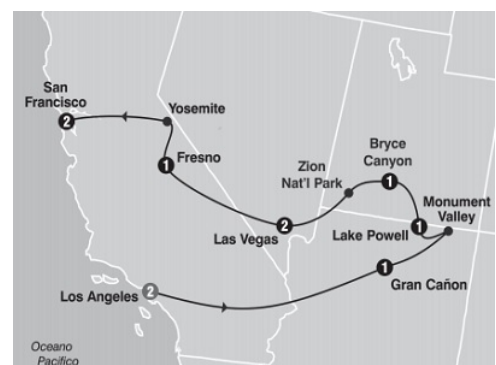 San
Francisco
2
Yosemite
1
Fresno
Bryce
Canyon
1
Zion
Nat'l Park
Monument
Valley
2
Las Vegas
1
Lake Powell
1
Gran Cañon
Los Angeles
2
Oceano
Pacifico